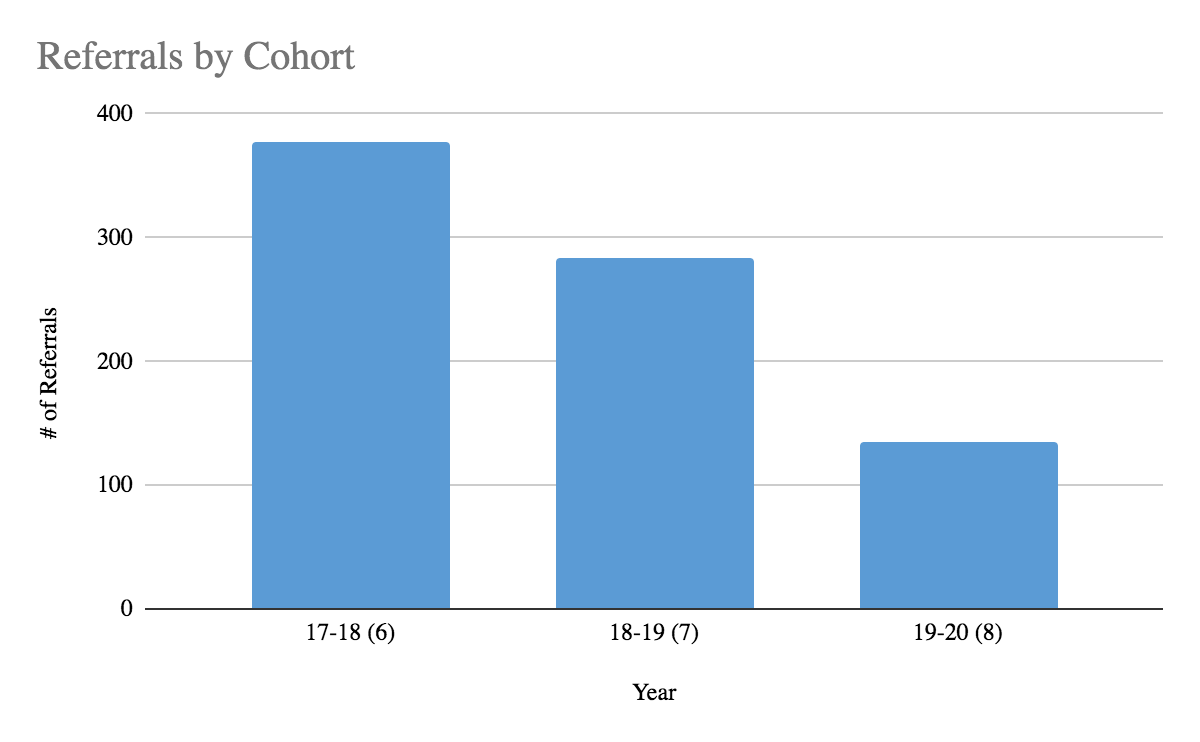 Referrals by Cohort
400
300
200
100
0
# of Referrals
17-18 (6)
18-19 (7)
19-20 (8)
Year